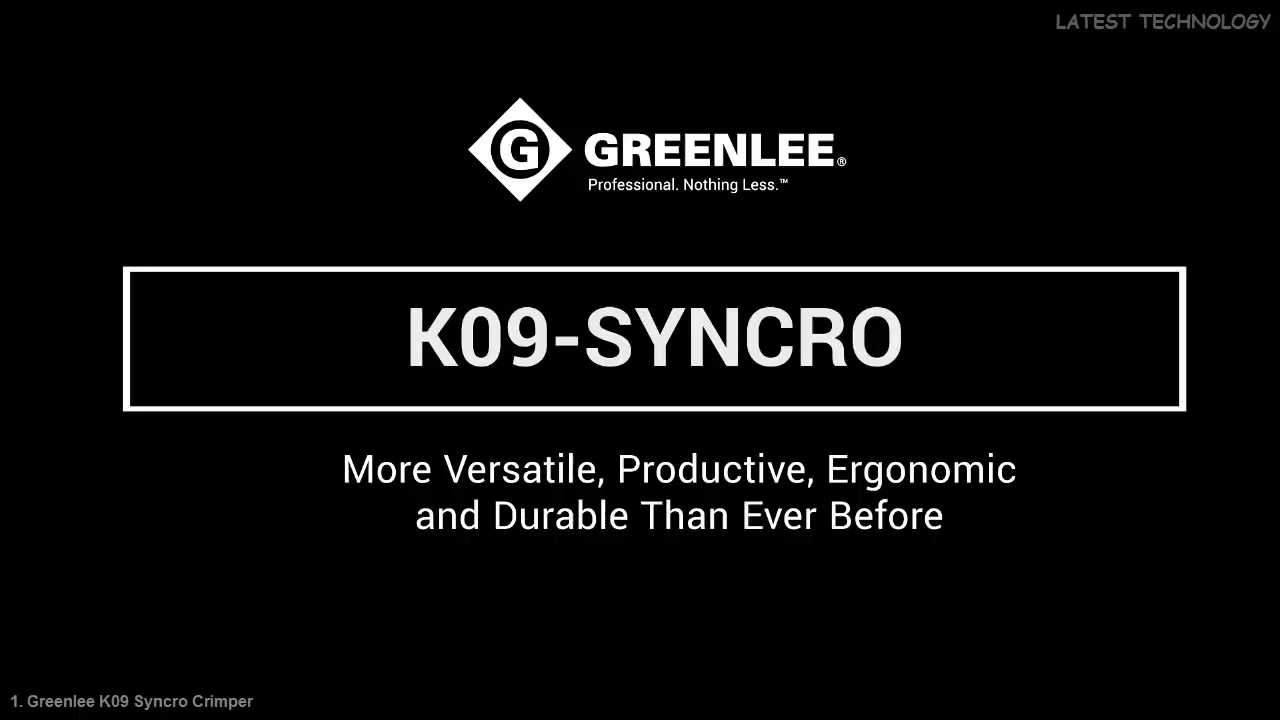 LATEST TECHNOLOGY
G GREENLEE®
Professional. Nothing Less.™
K09-SYNCRO
More Versatile, Productive, Ergonomic
and Durable Than Ever Before
1. Greenlee K09 Syncro Crimper